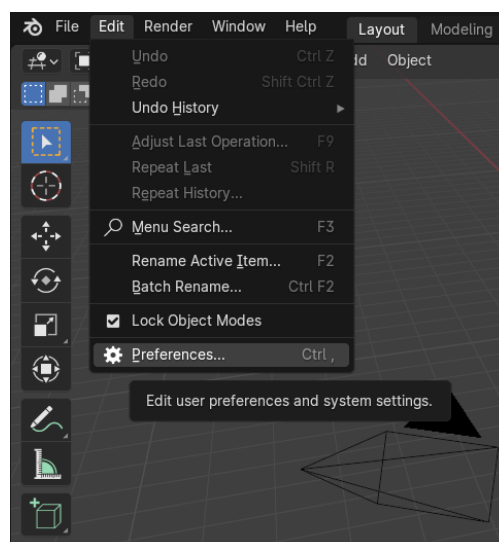 File Edit Render Window Help Layout Modeling
Undo Ctrl Z
dd Object
Redo Shift Ctrl Z
Undo History
Adjust Last Operation... F9
Repeat Last Shift R
Repeat History...
Menu Search... F3
Rename Active Item... F2
Batch Rename... Ctrl F2
Lock Object Modes
Preferences... Ctrl ,
Edit user preferences and system settings.